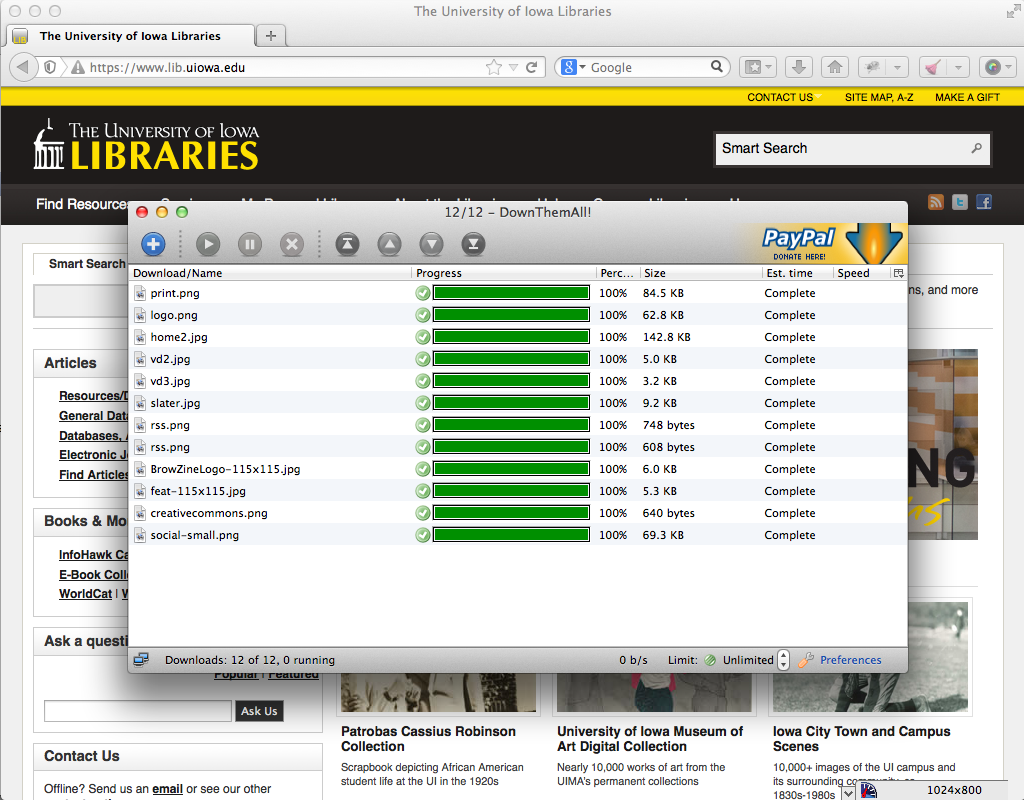 The University of Iowa Libraries
The University of Iowa Libraries
https://www.lib.uiowa.edu
Google
CONTACT US
SITE MAP, A-Z
MAKE A GIFT
THE UNIVERSITY OF IOWA
LIBRARIES
Smart Search
Find Resources
12/12 - DownThemAll!
PayPal
DONATE HERE!
Download/Name Progress Perc... Size Est. time Speed
print.png 100% 84.5 KB Complete
logo.png 100% 62.8 KB Complete
home2.jpg 100% 142.8 KB Complete
vd2.jpg 100% 5.0 KB Complete
vd3.jpg 100% 3.2 KB Complete
slater.jpg 100% 9.2 KB Complete
rss.png 100% 748 bytes Complete
rss.png 100% 608 bytes Complete
BrowZineLogo-115x115.jpg 100% 6.0 KB Complete
feat-115x115.jpg 100% 5.3 KB Complete
creativecommons.png 100% 640 bytes Complete
social-small.png 100% 69.3 KB Complete
Downloads: 12 of 12, 0 running 0 b/s Limit: Unlimited Preferences
Smart Search
ns, and more
Articles
Resources/D
General Data
Databases, A
Electronic J
Find Articles
Books & Mo
InfoHawk Ca
E-Book Coll
WorldCat | W
Ask a questi
Popular | Featured
Ask Us
Contact Us
Offline? Send us an email or see our other
Patrobas Cassius Robinson
Collection
Scrapbook depicting African American
student life at the UI in the 1920s
University of Iowa Museum of
Art Digital Collection
Nearly 10,000 works of art from the
UIMA's permanent collections
Iowa City Town and Campus
Scenes
10,000+ images of the UI campus and
its surrounding
1830s-1980s
1024x800